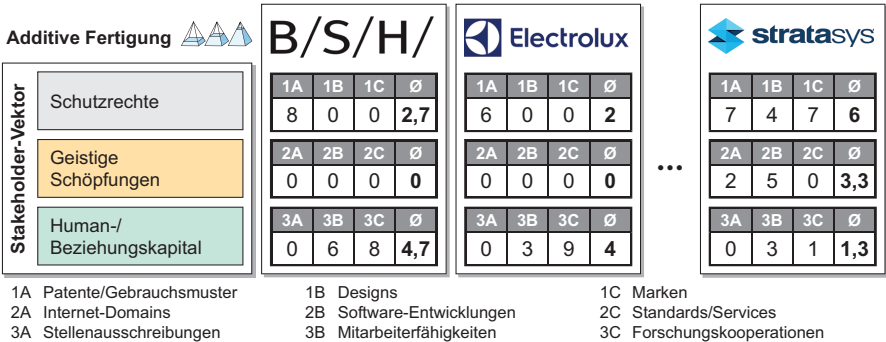 Additive Fertigung
B/S/H/
Electrolux
stratasys
Stakeholder-Vektor
Schutzrechte
1A 1B 1C Ø
8 0 0 2,7
1A 1B 1C Ø
6 0 0 2
1A 1B 1C Ø
7 4 7 6
Geistige
Schöpfungen
2A 2B 2C Ø
0 0 0 0
2A 2B 2C Ø
0 0 0 0
...
2A 2B 2C Ø
2 5 0 3,3
Human-/
Beziehungskapital
3A 3B 3C Ø
0 6 8 4,7
3A 3B 3C Ø
0 3 9 4
3A 3B 3C Ø
0 3 1 1,3
1A Patente/Gebrauchsmuster 1B Designs 1C Marken
2A Internet-Domains 2B Software-Entwicklungen 2C Standards/Services
3A Stellenausschreibungen 3B Mitarbeiterfähigkeiten 3C Forschungskooperationen